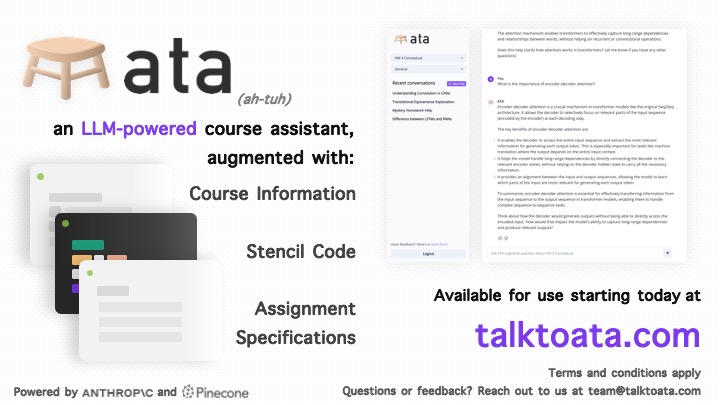 ata
(ah-tuh)
an LLM-powered course assistant,
augmented with:
Course Information
Stencil Code
Assignment
Specifications
Powered by ANTHROP\C and Pinecone
ata
HW 4 Conceptual
General
Recent conversations
Understanding Convolution in CNNs
Translational Equivariance Explanation
Mystery Homework Help
Difference between LSTMs and RNNs
Have feedback? Here's an
Logout
The attention mechanism enables transformers to effectively capture long-range dependencies
and relationships between words, without relying on recurrent or convolutional operations.
Does this help clarify how attention works in transformers? Let me know if you have any other
questions!
You
What is the importance of encoder-decoder attention?
ATA
Encoder-decoder attention is a crucial mechanism in transformer models like the original Seq2Seq
architecture. It allows the decoder to selectively focus on relevant parts of the input sequence
(encoded by the encoder) at each decoding step.
The key benefits of encoder-decoder attention are:
It enables the decoder to access the entire input sequence and extract the most relevant
information for generating each output token. This is especially important for tasks like machine
translation where the output depends on the entire input context.
It helps the model handle long-range dependencies by directly connecting the decoder to the
relevant encoder states, without relying on the decoder hidden state to carry all the necessary
information.
It provides an alignment between the input and output sequences, allowing the model to learn
which parts of the input are most relevant for generating each output token.
To summarize, encoder-decoder attention is essential for effectively transferring information from
the input sequence to the output sequence in transformer models, enabling them to handle
complex sequence-to-sequence tasks.
Think about how the decoder would generate outputs without being able to directly access the
encoded input. How would that impact the model's ability to capture long-range dependencies
and produce relevant outputs?
Ask ATA a general question about HW 4 Conceptual
Available for use starting today at
talktoata.com
Terms and conditions apply
Questions or feedback? Reach out to us at team@talktoata.com